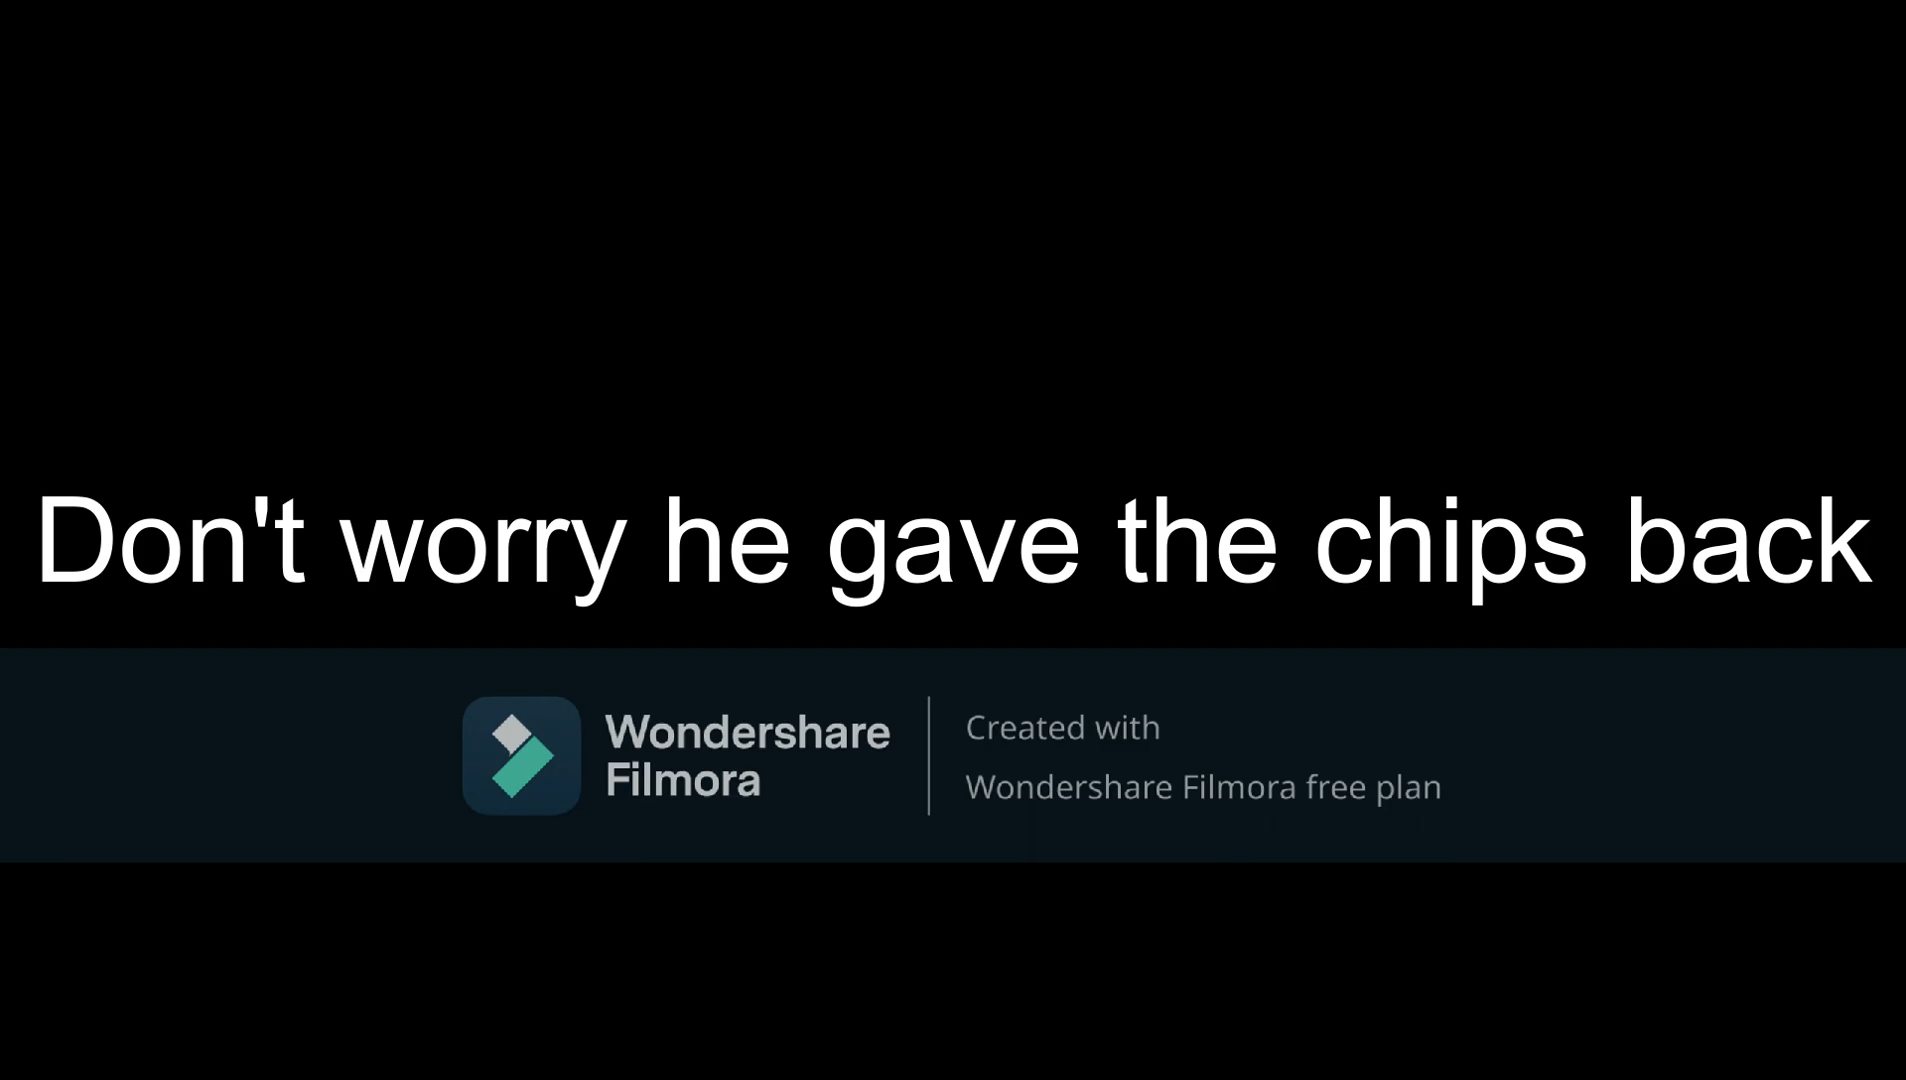 Don't worry he gave the chips back
Wondershare
Filmora
Created with
Wondershare Filmora free plan